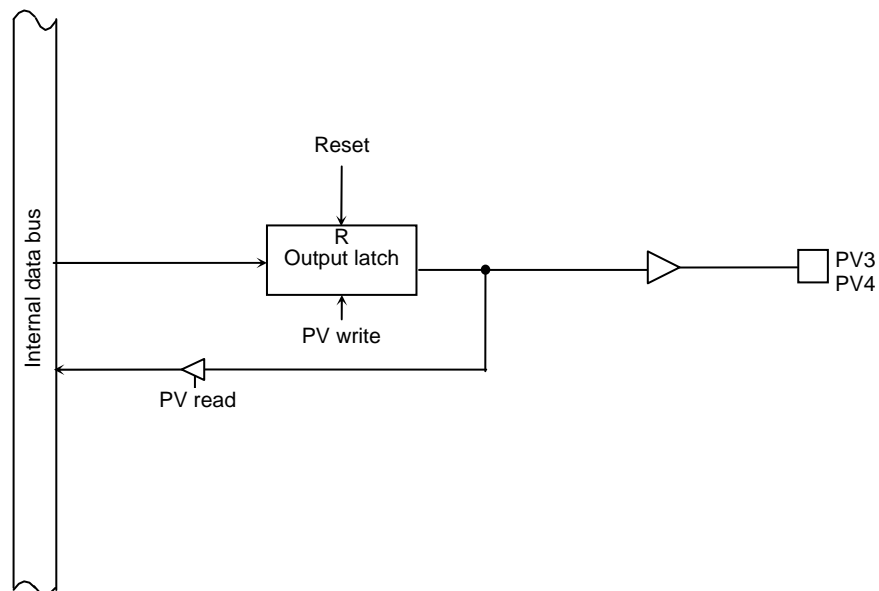 Reset
R
Output latch
PV write
PV read
PV3
PV4
Internal data bus